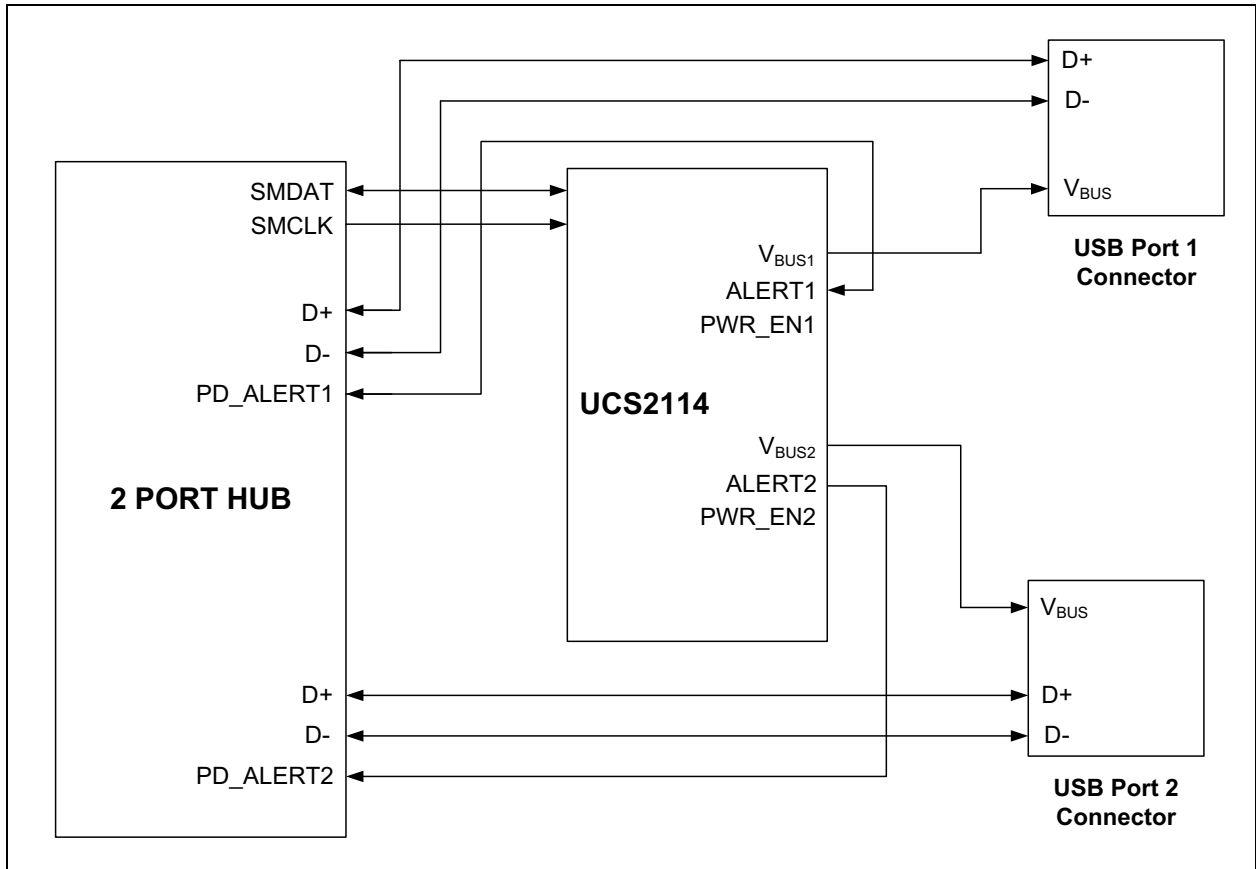 D+
D-
VBUS
USB Port 1
Connector
SMDAT
SMCLK
D+
D-
PD_ALERT1
2 PORT HUB
D+
D-
PD_ALERT2
VBUS1
ALERT1
PWR_EN1
UCS2114
VBUS2
ALERT2
PWR_EN2
VBUS
D+
D-
USB Port 2
Connector